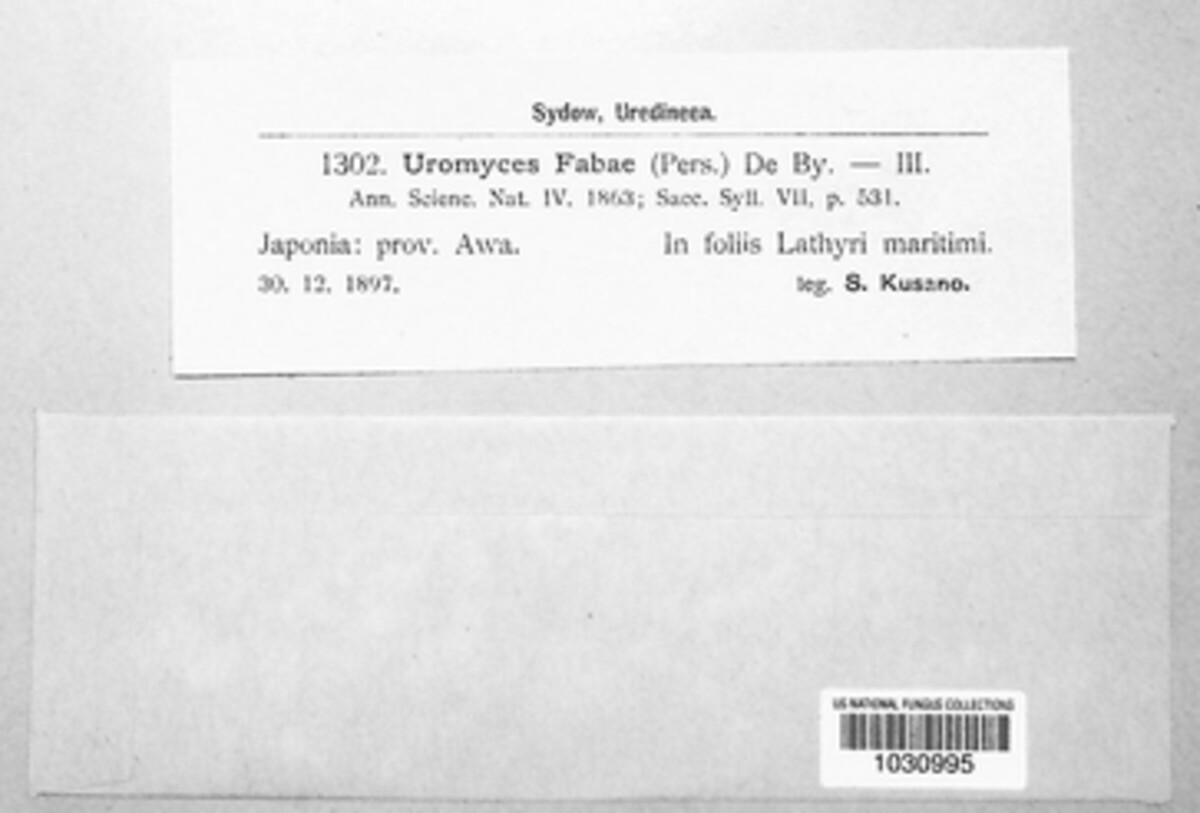 Sydow, Uredineea.
1302. Uromyces Fabae (Pers.) De By. — III.
Ann. Scienc. Nat. IV. 1863; Sacc. Syll. VII, p. 531.
Japonia: prov. Awa. In foliis Lathyri maritimi.
30. 12. 1897. leg. S. Kusano.
US NATIONAL FUNGUS COLLECTIONS
1030995